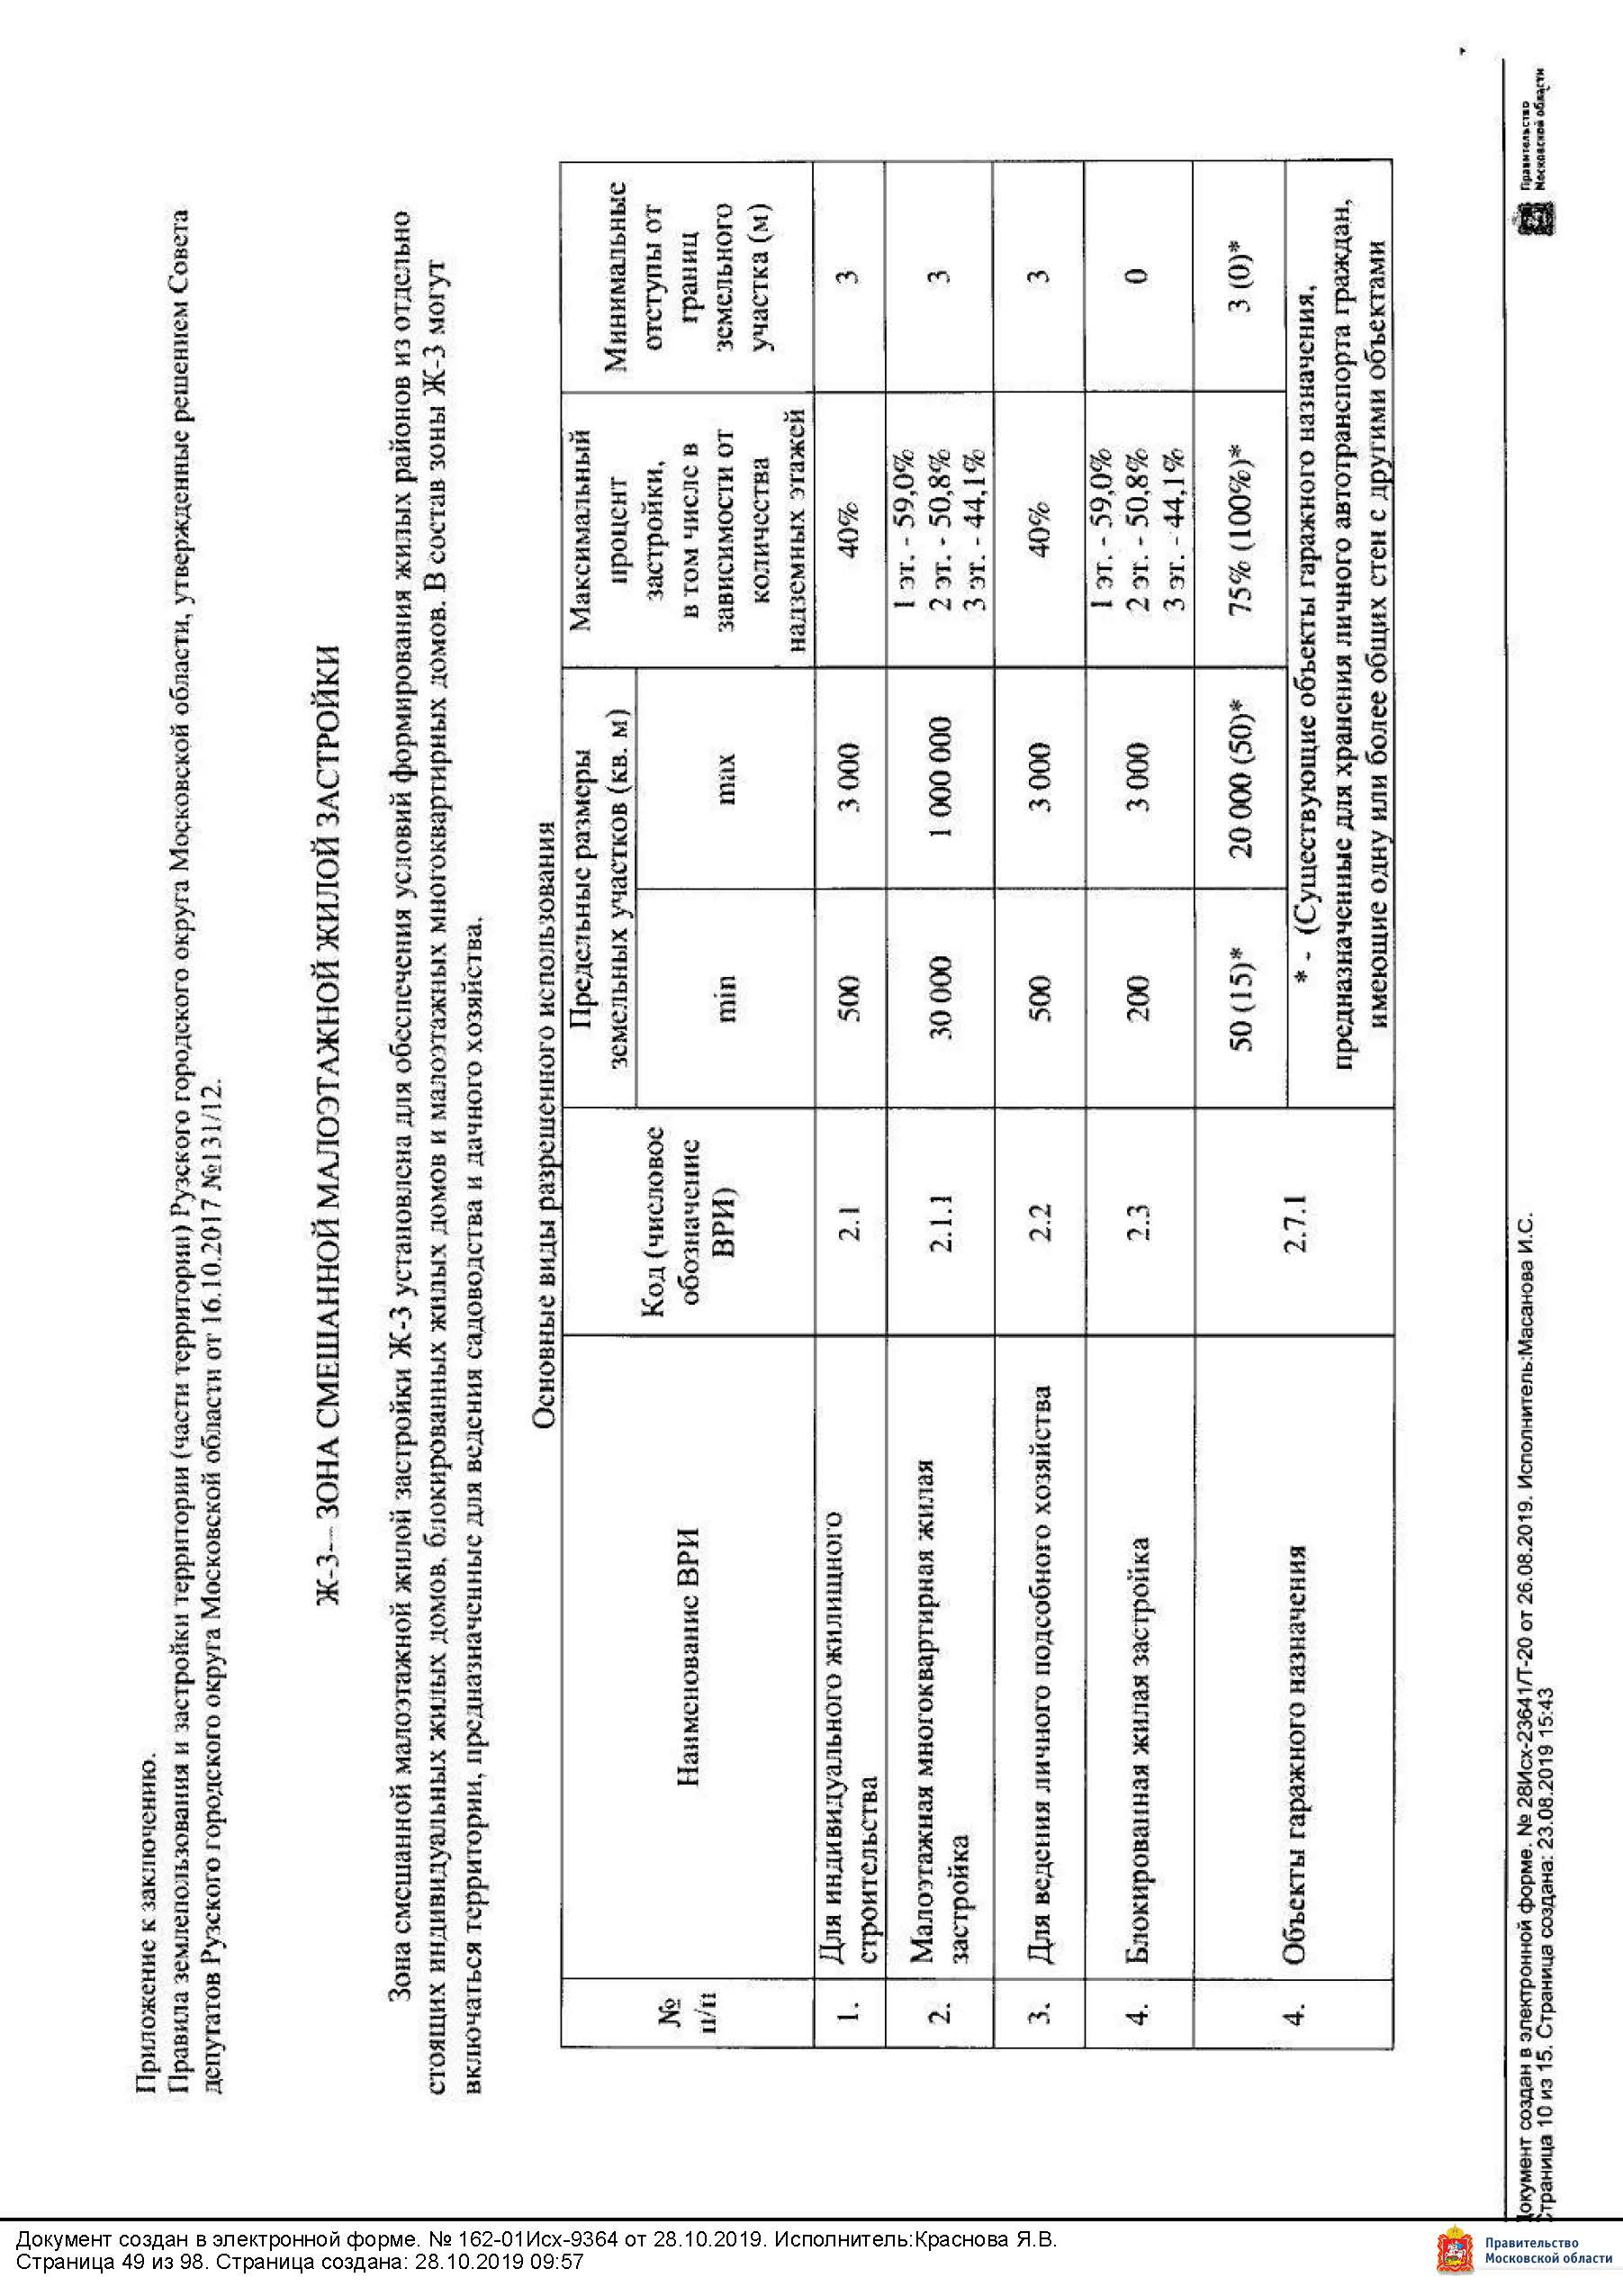 Приложение к заключению.
Правила землепользования и застройки территории (части территории) Рузского городского округа Московской области, утвержденные решением Совета
депутатов Рузского городского округа Московской области от 16.10.2017 №131/12.
Ж-3– ЗОНА СМЕШАННОЙ МАЛОЭТАЖНОЙ ЖИЛОЙ ЗАСТРОЙКИ
Зона смешанной малоэтажной жилой застройки Ж-3 установлена для обеспечения условий формирования жилых районов из отдельно
стоящих индивидуальных жилых домов, блокированных жилых домов и малоэтажных многоквартирных домов. В состав зоны Ж-3 могут
включаться территории, предназначенные для ведения садоводства и дачного хозяйства.
Основные виды разрешенного использования
№
п/п
Наименование ВРИ
Код (числовое
обозначение
ВРИ)
Предельные размеры
земельных участков (кв. м)
min
max
Максимальный
процент
застройки,
в том числе в
зависимости от
количества
надземных этажей
Минимальные
отступы от
границ
земельного
участка (м)
1.
Для индивидуального жилищного
строительства
2.1
500
3 000
40%
3
2.
Малоэтажная многоквартирная жилая
застройка
2.1.1
30 000
1 000 000
1 эт. - 59,0%
2 эт. - 50,8%
3 эт. - 44,1%
3
3.
Для ведения личного подсобного хозяйства
2.2
500
3 000
40%
3
4.
Блокированная жилая застройка
2.3
200
3 000
1 эт. - 59,0%
2 эт. - 50,8%
3 эт. - 44,1%
0
4.
Объекты гаражного назначения
2.7.1
50 (15)*
20 000 (50)*
75% (100%)*
3 (0)*
* - (Существующие объекты гаражного назначения,
предназначенные для хранения личного автотранспорта граждан,
имеющие одну или более общих стен с другими объектами
Документ создан в электронной форме. № 28Исх-23641/Т-20 от 26.08.2019. Исполнитель:Масанова И.С.
Страница 10 из 15. Страница создана: 23.08.2019 15:43
Правительство
Московской области
Документ создан в электронной форме. № 162-01Исх-9364 от 28.10.2019. Исполнитель:Краснова Я.В.
Страница 49 из 98. Страница создана: 28.10.2019 09:57
Правительство
Московской области